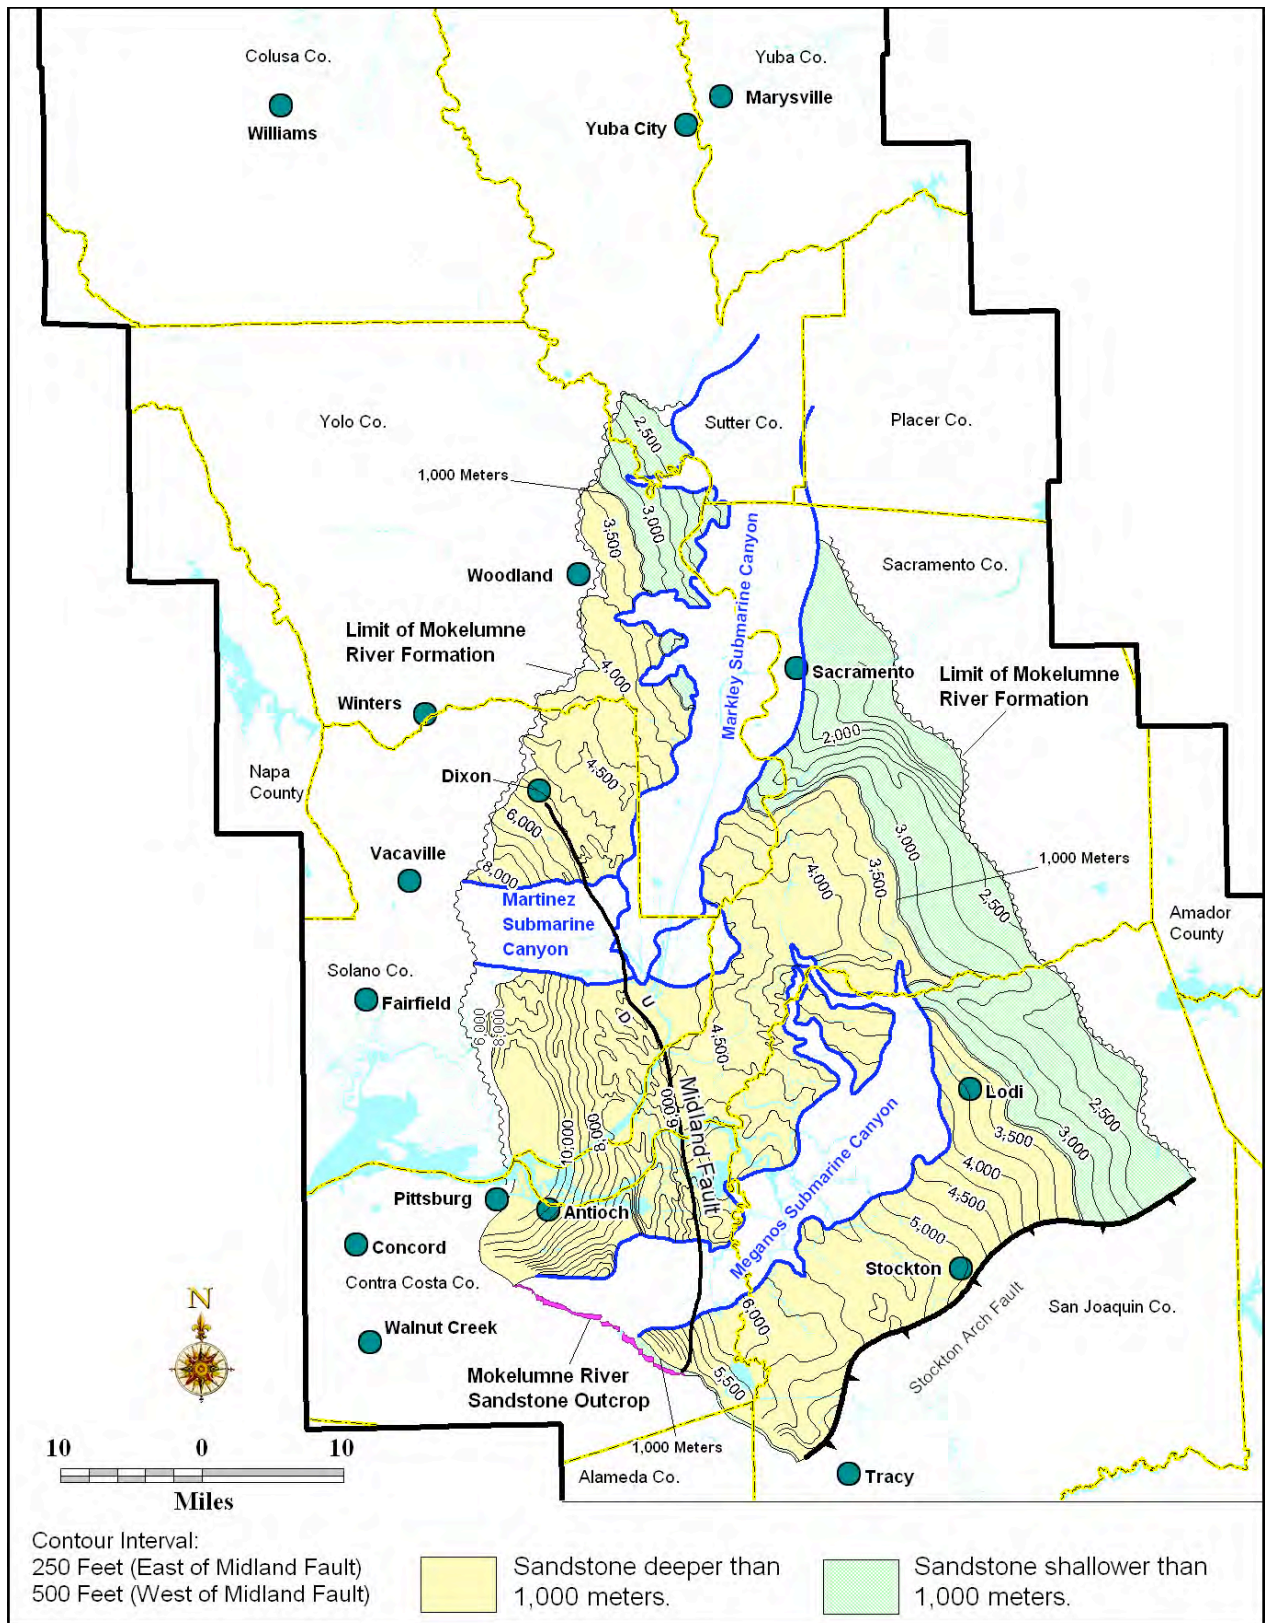 Colusa Co.
Yuba Co.
Williams
Marysville
Yuba City
Yolo Co.
2,500
Sutter Co.
Placer Co.
1,000 Meters
3,000
3,500
Markley Submarine Canyon
Sacramento Co.
Woodland
Limit of Mokelumne
River Formation
4,000
Sacramento
Limit of Mokelumne
River Formation
Winters
2,000
Napa
County
Dixon
4,500
6,000
3,000
Vacaville
8,000
4,000
3,500
1,000 Meters
2,500
Martinez
Submarine
Canyon
Amador
County
Solano Co.
Fairfield
U
D
6,000
8,000
4,500
Midland Fault
6,000
Lodi
2,500
3,000
3,500
10,000
8,000
Meganos Submarine Canyon
4,000
4,500
5,000
Pittsburg
Antioch
Concord
Contra Costa Co.
Stockton
San Joaquin Co.
Stockton Arch Fault
N
Walnut Creek
6,000
5,500
Mokelumne River
Sandstone Outcrop
1,000 Meters
Alameda Co.
Tracy
10 0 10
Miles
Contour Interval:
250 Feet (East of Midland Fault)
500 Feet (West of Midland Fault)
Sandstone deeper than
1,000 meters.
Sandstone shallower than
1,000 meters.